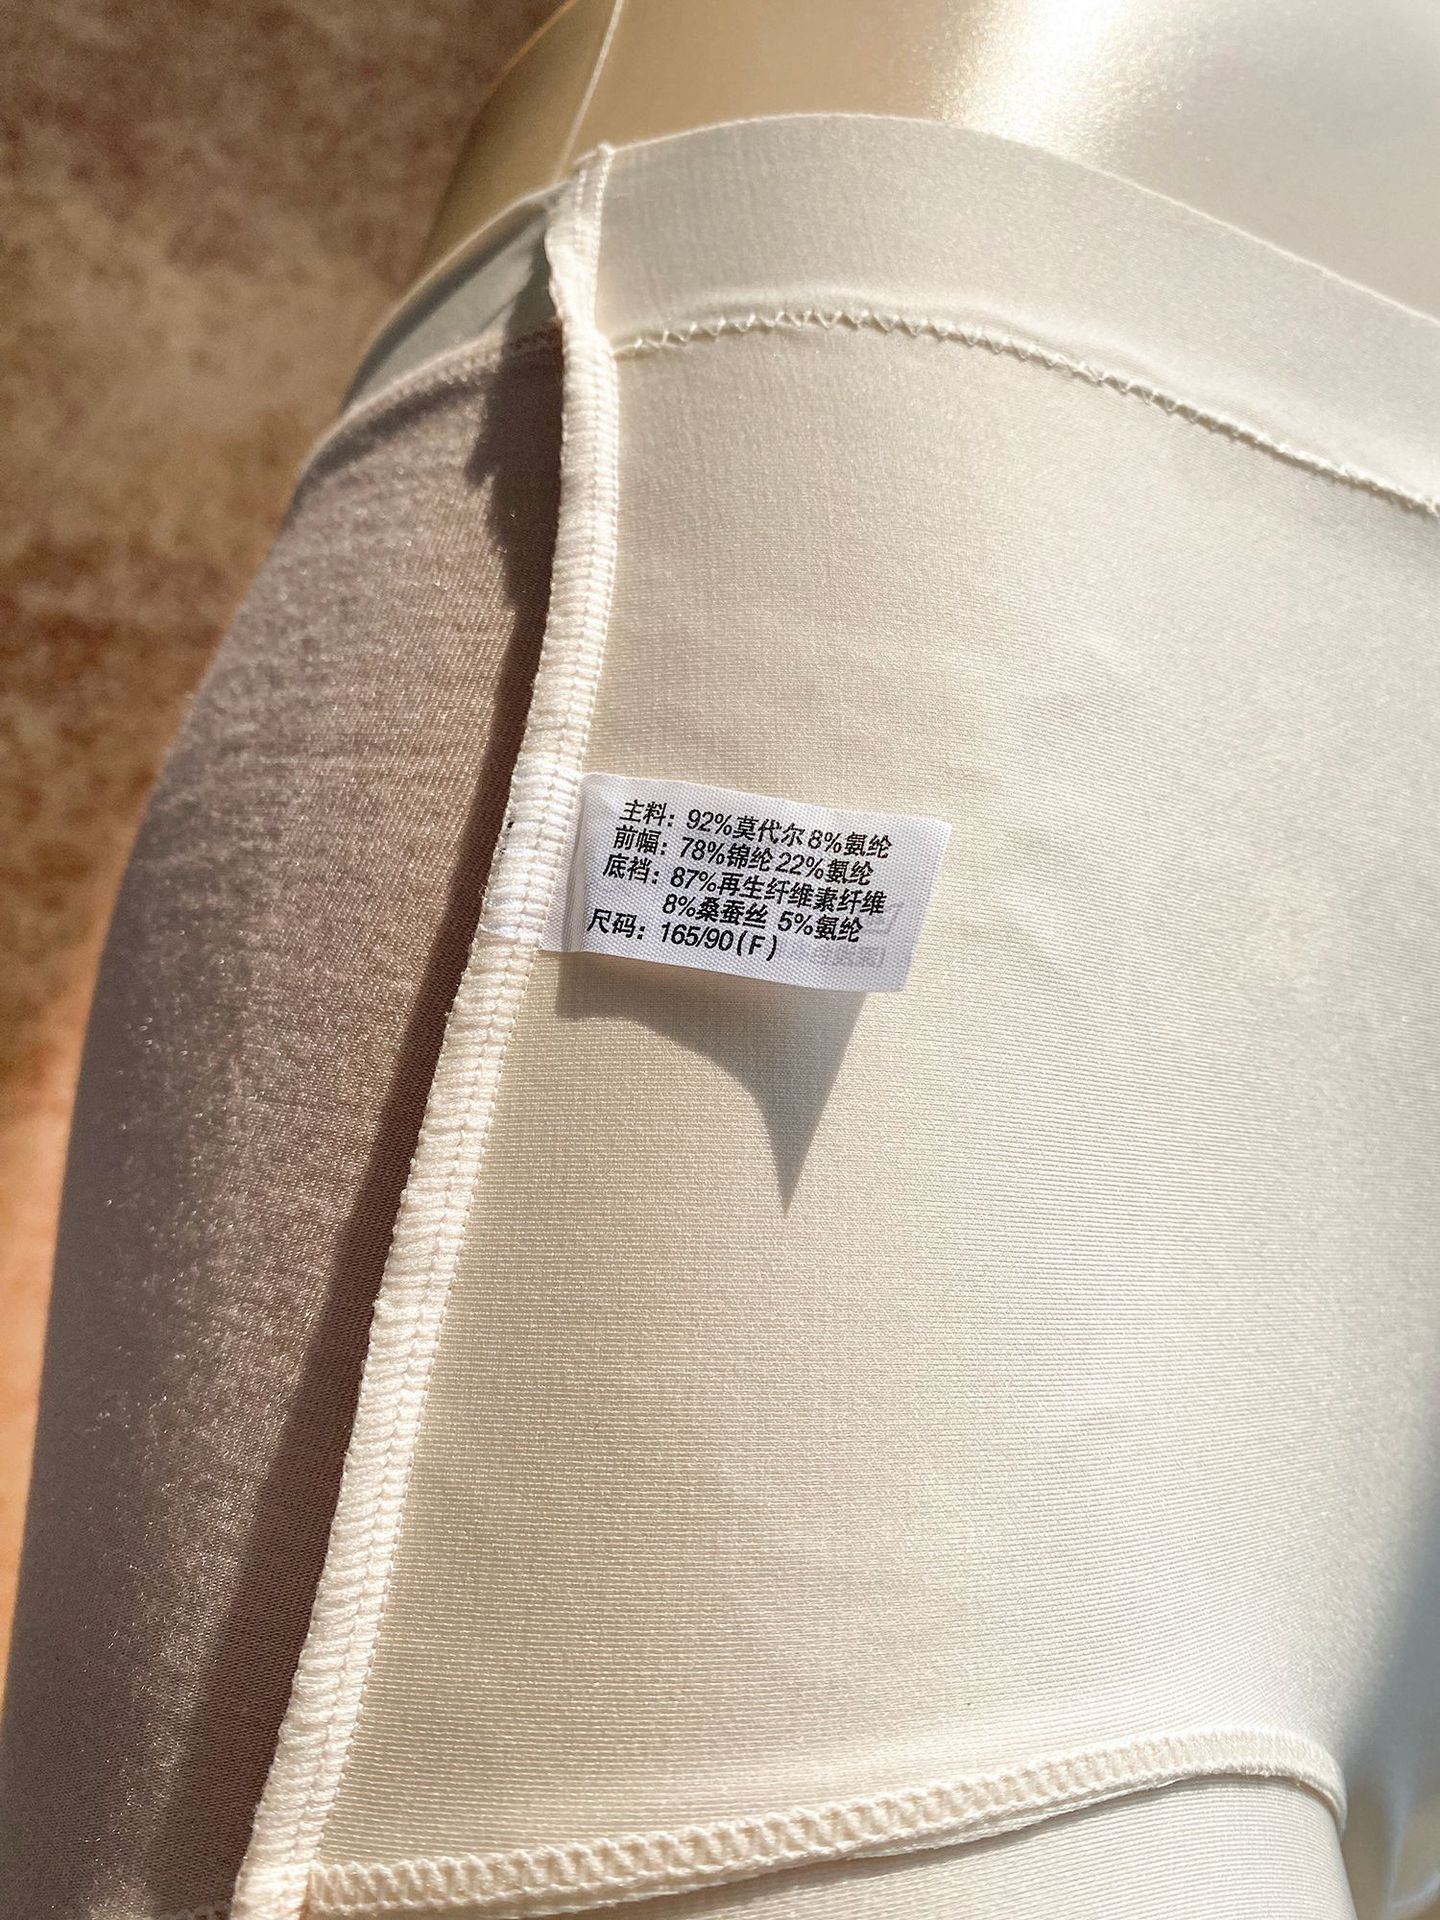 主料：92%莫代尔 8%氨纶
前幅：78%锦纶 22%氨纶
底裆：87%再生纤维素纤维
8%桑蚕丝 5%氨纶
尺码：165/90(F)